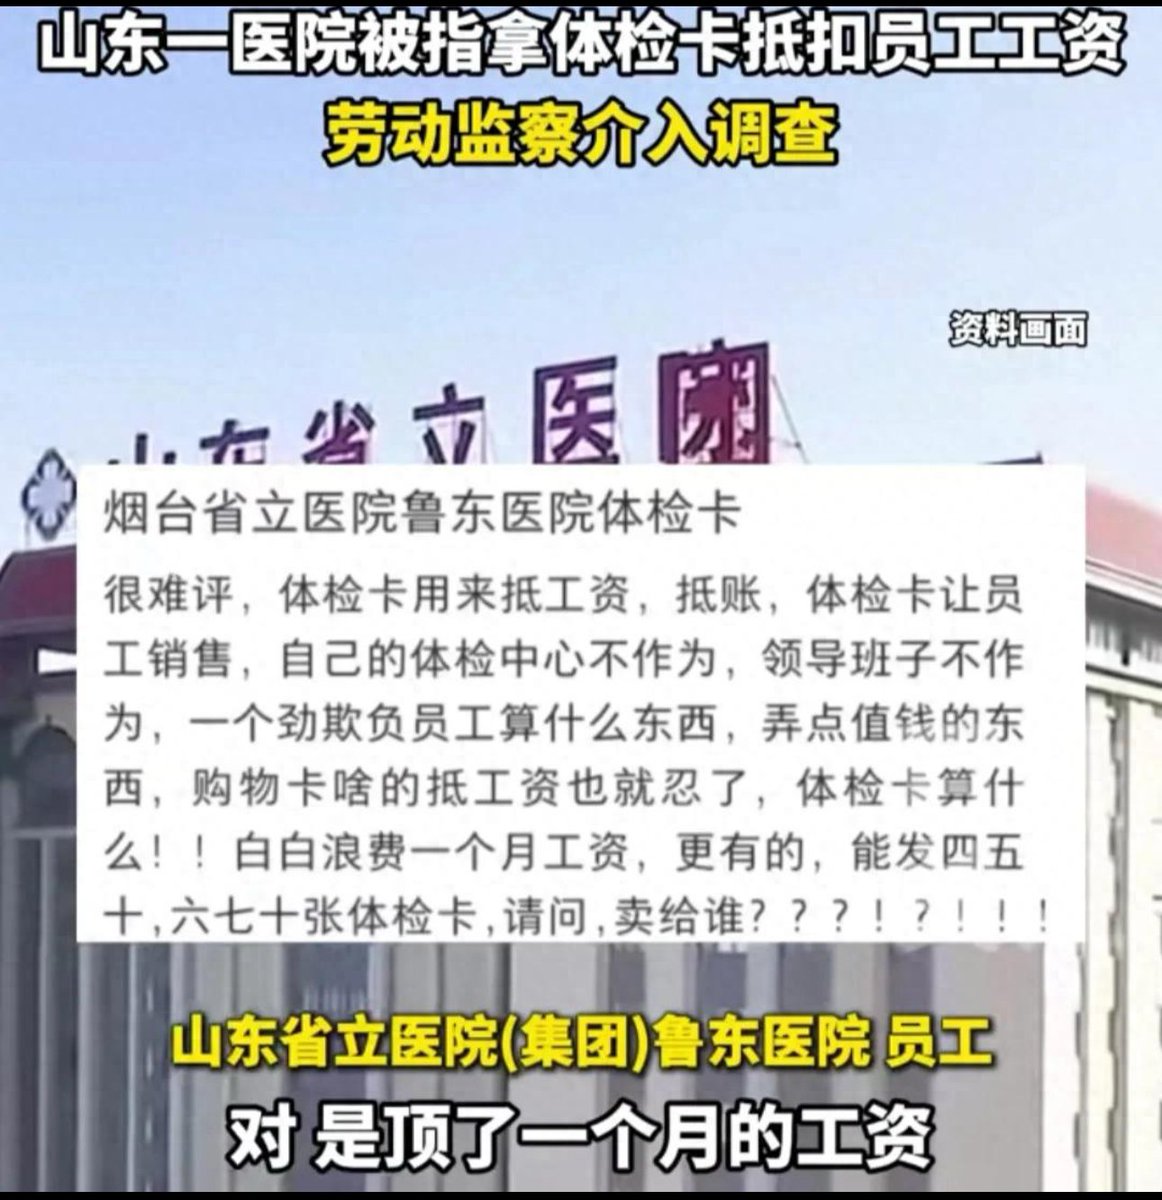 山东一医院被指拿体检卡抵扣员工工资
劳动监察介入调查
资料画面
山东省立医
烟台省立医院鲁东医院体检卡
很难评，体检卡用来抵工资，抵账，体检卡让员
工销售，自己的体检中心不作为，领导班子不作
为，一个劲欺负员工算什么东西，弄点值钱的东
西，购物卡啥的抵工资也就忍了，体检卡算什
么！！白白浪费一个月工资，更有的，能发四五
十,六七十张体检卡,请问,卖给谁？？？！？！！！
山东省立医院(集团)鲁东医院 员工
对 是顶了一个月的工资